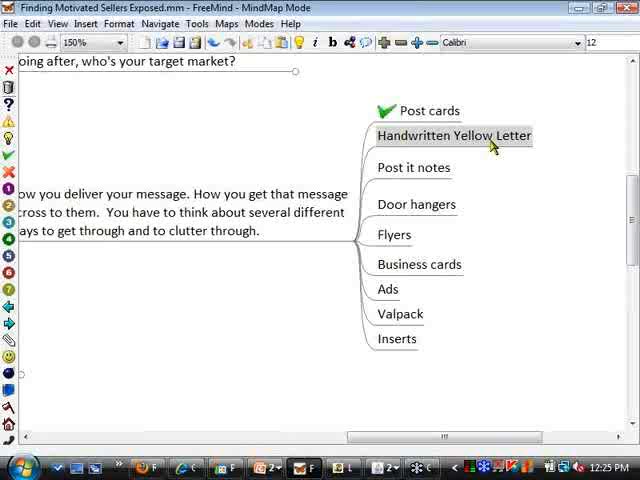 Finding Motivated Sellers Exposed.mm - FreeMind - MindMap Mode
File Edit View Insert Format Navigate Tools Maps Modes Help
150% Calibri 12
oing after, who's your target market?
Post cards
Handwritten Yellow Letter
Post it notes
ow you deliver your message. How you get that message
cross to them. You have to think about several different
ays to get through and to clutter through.
Door hangers
Flyers
Business cards
Ads
Valpack
Inserts
F C F 2 F L 2 C 12:25 PM